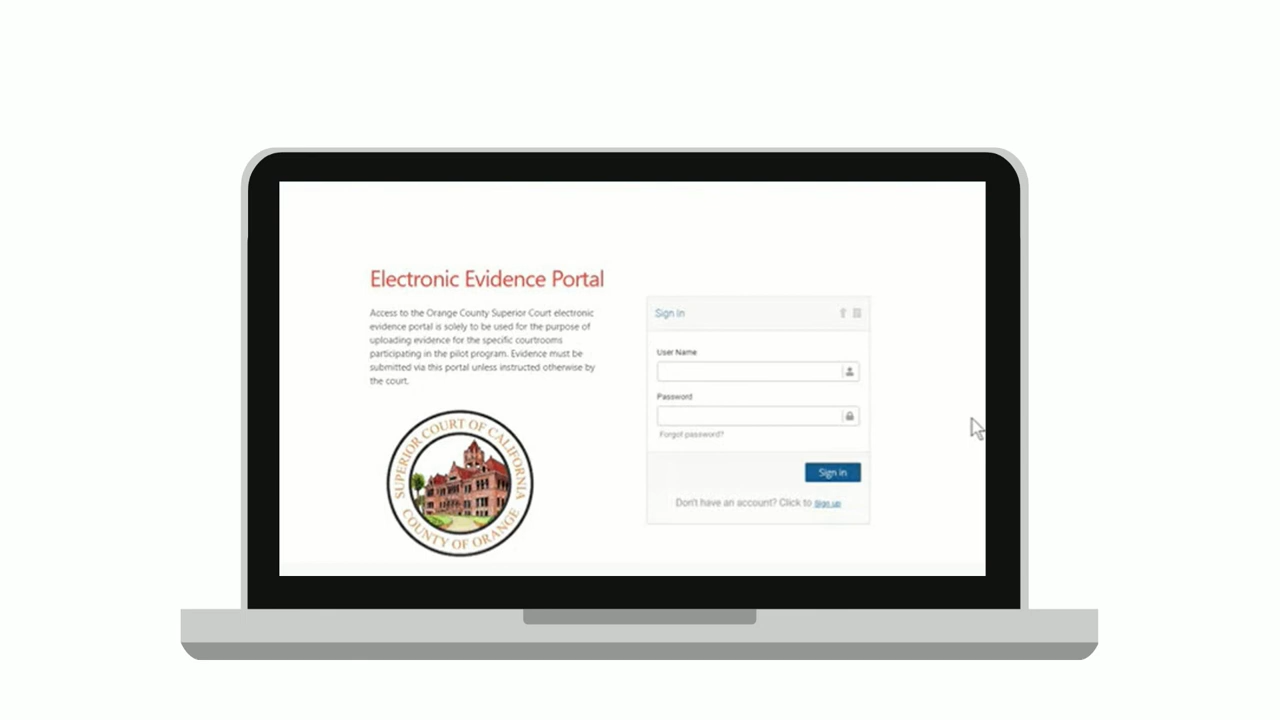 Electronic Evidence Portal
Access to the Orange County Superior Court electronic
evidence portal is solely to be used for the purpose of
uploading evidence for the specific courtrooms
participating in the pilot program. Evidence must be
submitted via this portal unless instructed otherwise by
the court.
SUPERIOR COURT OF CALIFORNIA
COUNTY OF ORANGE
Sign In
User Name
Password
Forgot password?
Sign in
Don't have an account? Click to Sign up